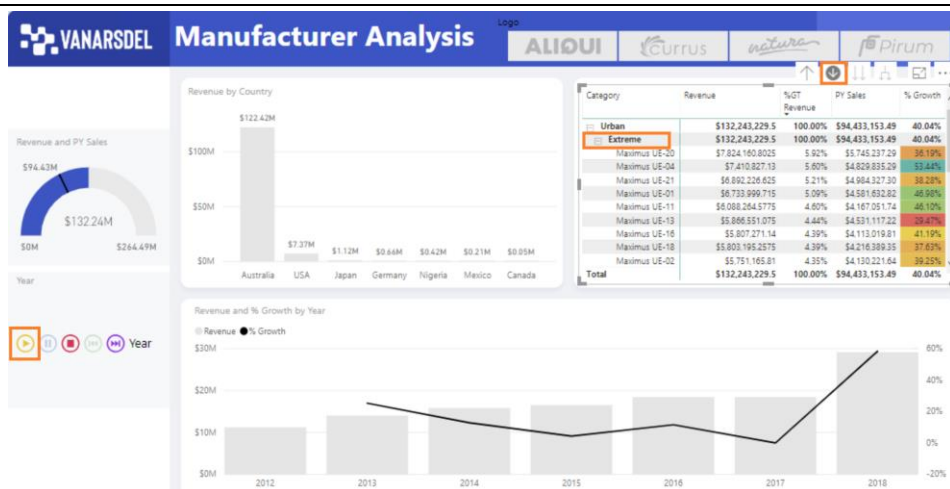 VANARSDEL
Manufacturer Analysis
Logo
ALIQUI
Currus
natura
Pirum
Revenue and PY Sales
$94.43M
$132.24M
$0M
$264.49M
Year
Year
Revenue by Country
$122.42M
$100M
$50M
$0M
$7.37M
$1.12M
$0.66M
$0.42M
$0.21M
$0.05M
Australia USA Japan Germany Nigeria Mexico Canada
Category Revenue %GT Revenue PY Sales % Growth
Urban $132,243,229.5 100.00% $94,433,153.49 40.04%
Extreme $132,243,229.5 100.00% $94,433,153.49 40.04%
Maximus UE-20 $7,824,160.8025 5.92% $5,745,237.29 36.19%
Maximus UE-04 $7,410,827.13 5.60% $4,829,835.29 53.44%
Maximus UE-21 $6,892,226.625 5.21% $4,984,327.30 38.28%
Maximus UE-01 $6,733,999.715 5.09% $4,581,632.82 46.98%
Maximus UE-11 $6,088,264.5775 4.60% $4,167,051.74 46.10%
Maximus UE-13 $5,866,551.075 4.44% $4,531,117.22 29.47%
Maximus UE-16 $5,807,271.14 4.39% $4,113,019.81 41.19%
Maximus UE-18 $5,803,195.2575 4.39% $4,216,389.35 37.63%
Maximus UE-02 $5,751,165.81 4.35% $4,130,221.64 39.25%
Total $132,243,229.5 100.00% $94,433,153.49 40.04%
Revenue and % Growth by Year
Revenue % Growth
$30M
$20M
$10M
$0M
60%
40%
20%
0%
-20%
2012 2013 2014 2015 2016 2017 2018